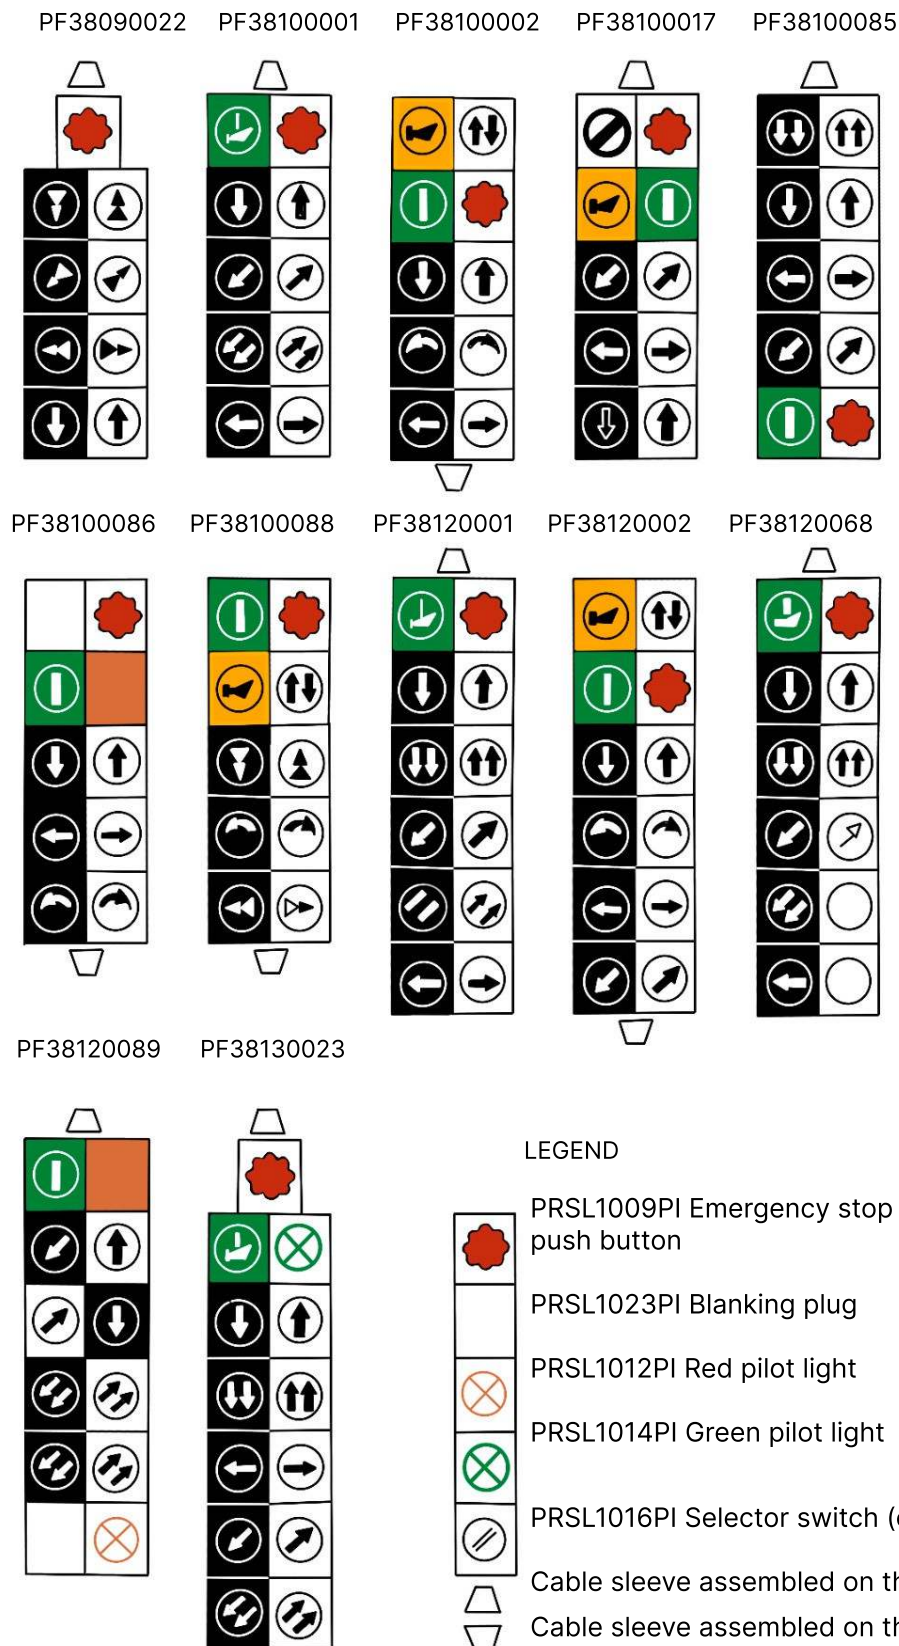 PF38090022 PF38100001 PF38100002 PF38100017 PF38100085
PF38100086 PF38100088 PF38120001 PF38120002 PF38120068
PF38120089 PF38130023
LEGEND
PRSL1009PI Emergency stop
push button
PRSL1023PI Blanking plug
PRSL1012PI Red pilot light
PRSL1014PI Green pilot light
PRSL1016PI Selector switch (
Cable sleeve assembled on
Cable sleeve assembled on